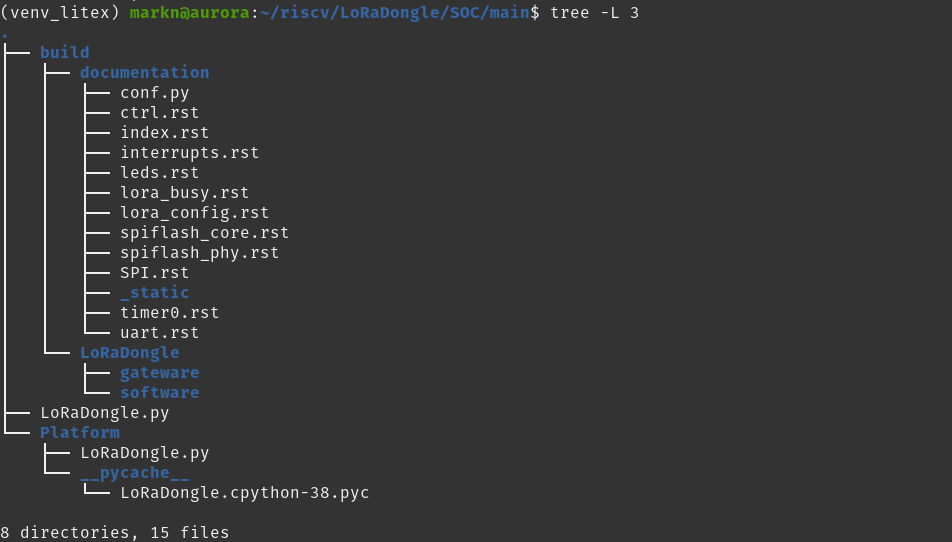 (venv_litex) markn@aurora:~/riscv/LoRaDongle/SOC/main$ tree -L 3
.
├── build
│   ├── documentation
│   │   ├── conf.py
│   │   ├── ctrl.rst
│   │   ├── index.rst
│   │   ├── interrupts.rst
│   │   ├── leds.rst
│   │   ├── lora_busy.rst
│   │   ├── lora_config.rst
│   │   ├── spiflash_core.rst
│   │   ├── spiflash_phy.rst
│   │   ├── SPI.rst
│   │   ├── _static
│   │   ├── timer0.rst
│   │   └── uart.rst
│   └── LoRaDongle
│       ├── gateware
│       └── software
├── LoRaDongle.py
└── Platform
    ├── LoRaDongle.py
    └── __pycache__
        └── LoRaDongle.cpython-38.pyc

8 directories, 15 files